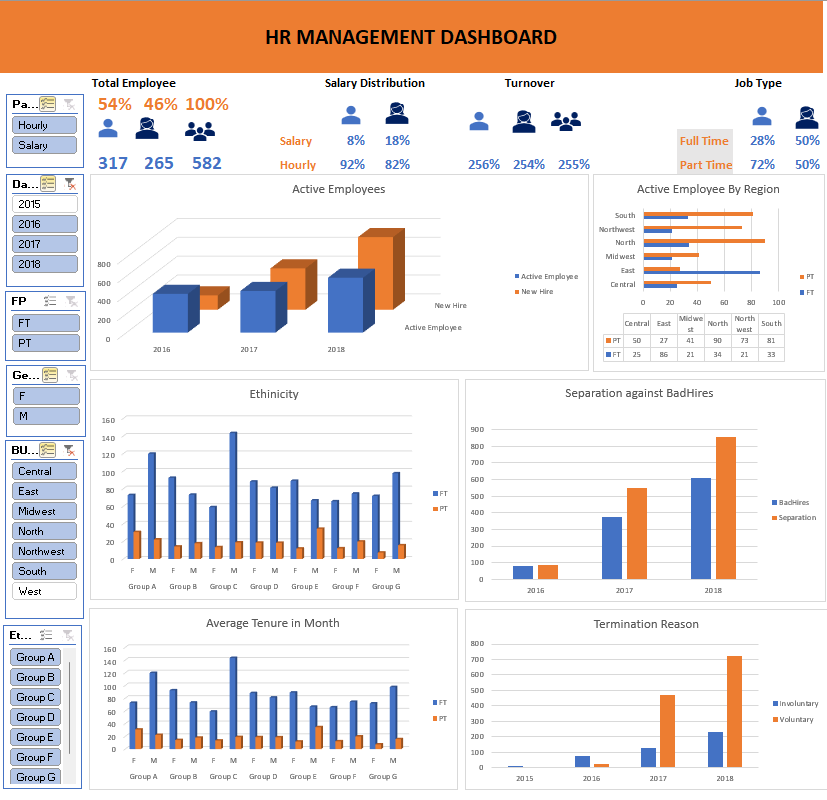 HR MANAGEMENT DASHBOARD
Total Employee
Salary Distribution
Turnover
Job Type
54% 46% 100%
317 265 582
Salary 8% 18%
Hourly 92% 82%
256% 254% 255%
Full Time 28% 50%
Part Time 72% 50%
Pa...
Hourly
Salary
Da...
2015
2016
2017
2018
FP
FT
PT
Ge...
F
M
BU...
Central
East
Midwest
North
Northwest
South
West
Et...
Group A
Group B
Group C
Group D
Group E
Group F
Group G
Active Employees
800
600
400
200
0
2016 2017 2018
New Hire
Active Employee
Active Employee
New Hire
Active Employee By Region
South
Northwest
North
Midwest
East
Central
0 20 40 60 80 100
PT
FT
Central East Midwe North North South
st west
PT 50 27 41 90 73 81
FT 25 86 21 34 21 33
Ethinicity
160
140
120
100
80
60
40
20
0
F M F M F M F M F M F M F M
Group A Group B Group C Group D Group E Group F Group G
FT
PT
Separation against BadHires
900
800
700
600
500
400
300
200
100
0
2016 2017 2018
BadHires
Separation
Average Tenure in Month
160
140
120
100
80
60
40
20
0
F M F M F M F M F M F M F M
Group A Group B Group C Group D Group E Group F Group G
FT
PT
Termination Reason
800
700
600
500
400
300
200
100
0
2015 2016 2017 2018
Involuntary
Voluntary